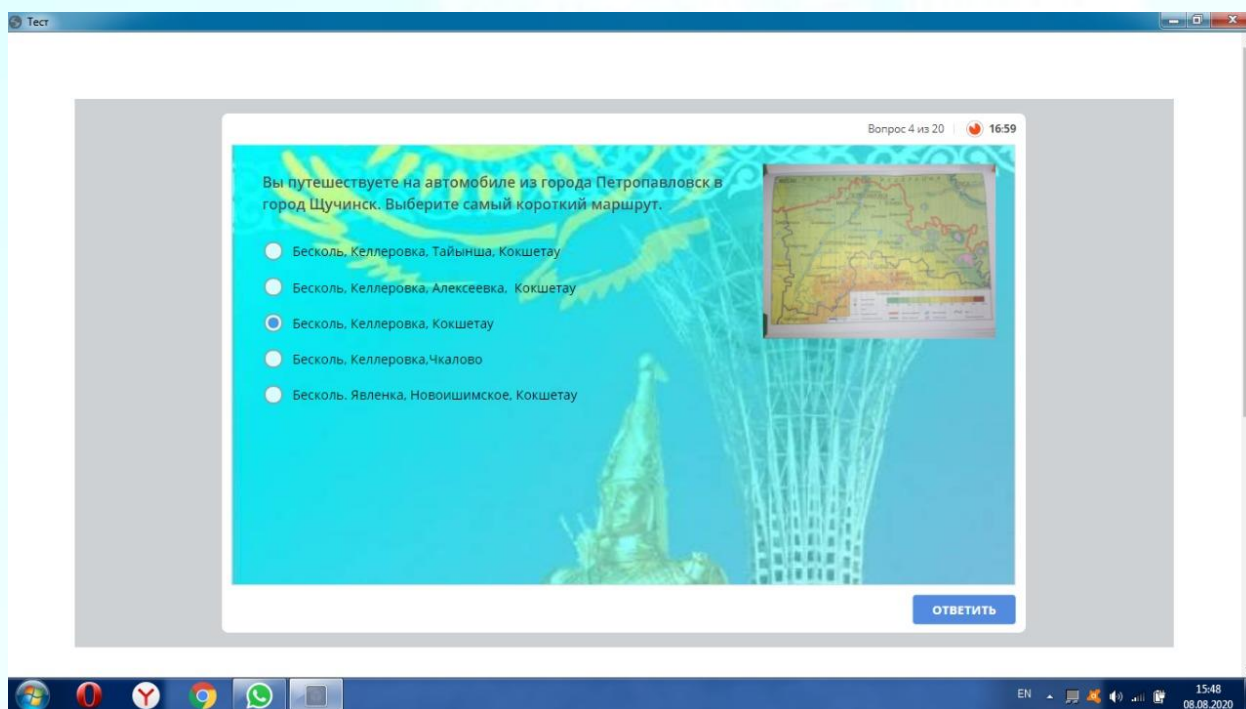 Тест
Вопрос 4 из 20
16:59
Вы путешествуете на автомобиле из города Петропавловск в
город Щучинск. Выберите самый короткий маршрут.
Бесколь, Келлеровка, Тайынша, Кокшетау
Бесколь, Келлеровка, Алексеевка,  Кокшетау
Бесколь, Келлеровка, Кокшетау
Бесколь, Келлеровка,Чкалово
Бесколь. Явленка, Новоишимское, Кокшетау
ОТВЕТИТЬ
EN
15:48
08.08.2020